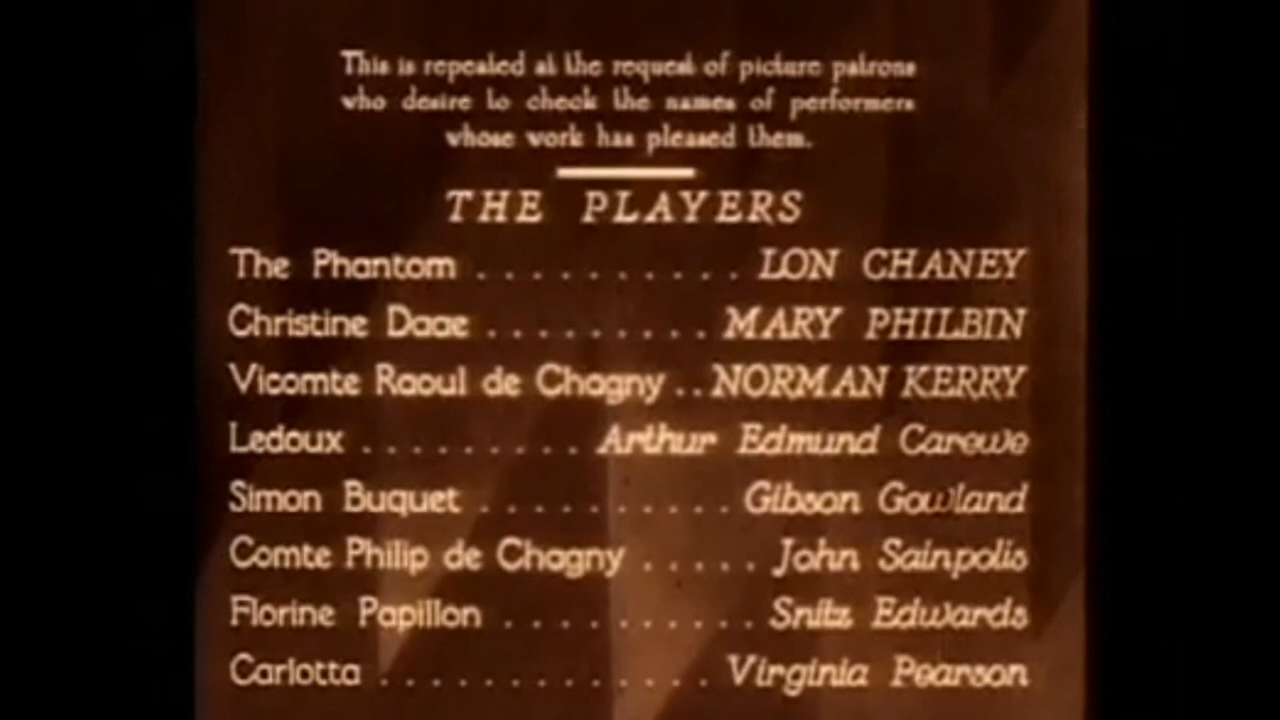 This is repeated at the request of picture patrons
who desire to check the names of performers
whose work has pleased them.
THE PLAYERS
The Phantom . . . . . . . . . . LON CHANEY
Christine Daae . . . . . . . . . MARY PHILBIN
Vicomte Raoul de Chagny . . NORMAN KERRY
Ledoux . . . . . . . . . Arthur Edmund Carewe
Simon Buquet . . . . . . . . . . Gibson Gowland
Comte Philip de Chagny . . . . . John Sainpolis
Florine Papillon . . . . . . . . . . Snitz Edwards
Carlotta . . . . . . . . . . . . . Virginia Pearson